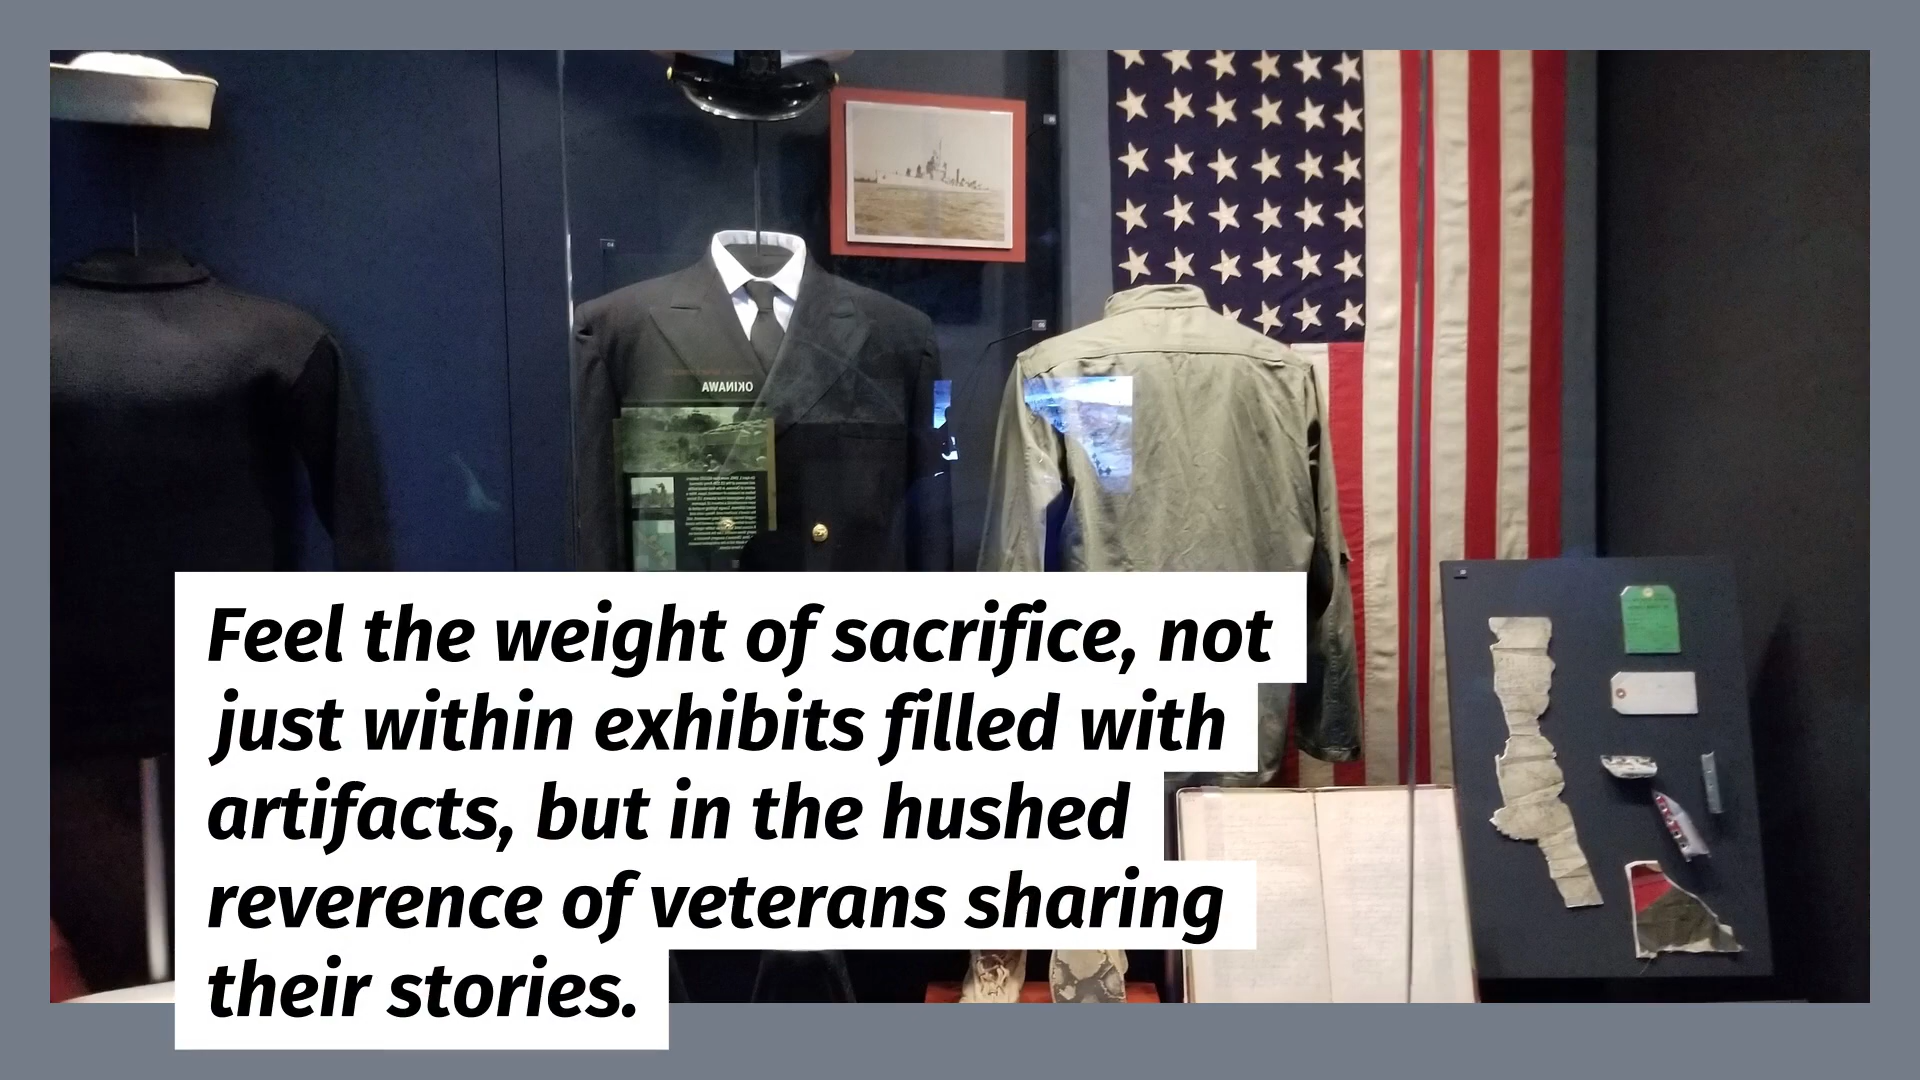 OKINAWA
Feel the weight of sacrifice, not
just within exhibits filled with
artifacts, but in the hushed
reverence of veterans sharing
their stories.